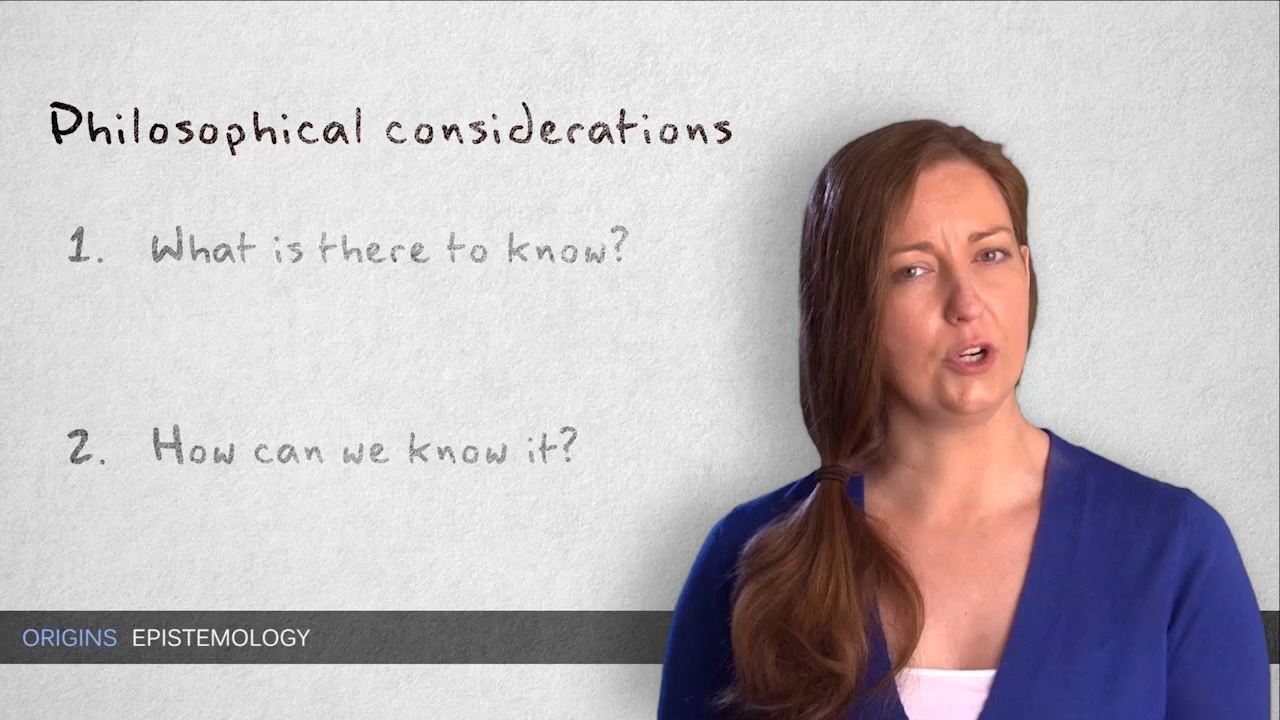 Philosophical considerations
1. What is there to know?
2. How can we know it?
ORIGINS EPISTEMOLOGY